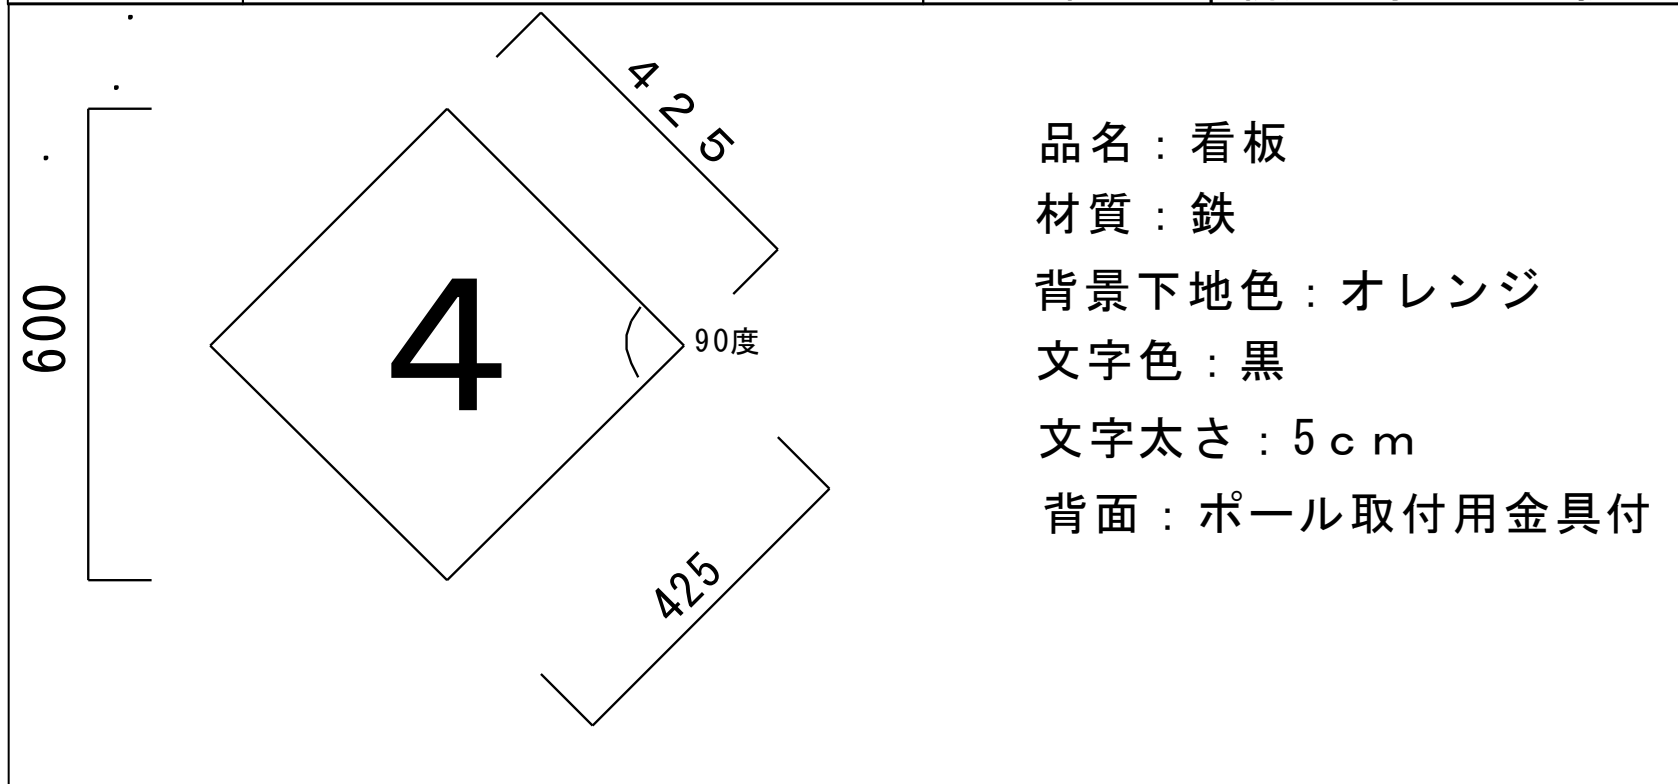 425
600
4
90度
425
品名：看板
材質：鉄
背景下地色：オレンジ
文字色：黒
文字太さ：5ｃｍ
背面：ポール取付用金具付